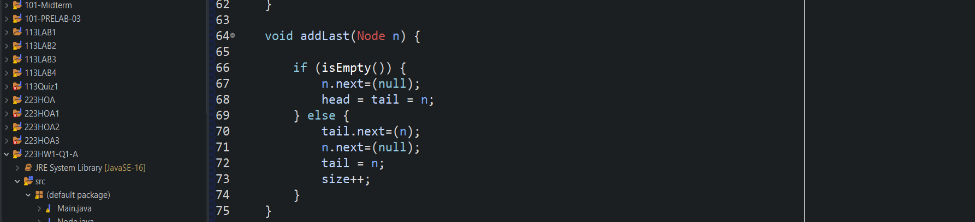 101-Midterm
101-PRELAB-03
113LAB1
113LAB2
113LAB3
113LAB4
113Quiz1
223HOA
223HOA1
223HOA2
223HOA3
223HW1-Q1-A
JRE System Library [JavaSE-16]
src
(default package)
Main.java
Node.java
62 }
63
64 void addLast(Node n) {
65
66 if (isEmpty()) {
67 n.next=(null);
68 head = tail = n;
69 } else {
70 tail.next=(n);
71 n.next=(null);
72 tail = n;
73 size++;
74 }
75 }